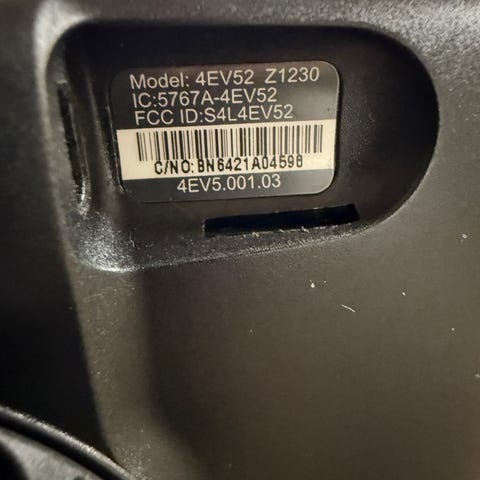 Model: 4EV52 Z1230
IC:5767A-4EV52
FCC ID:S4L4EV52
C/NO:BN6421A04598
4EV5.001.03